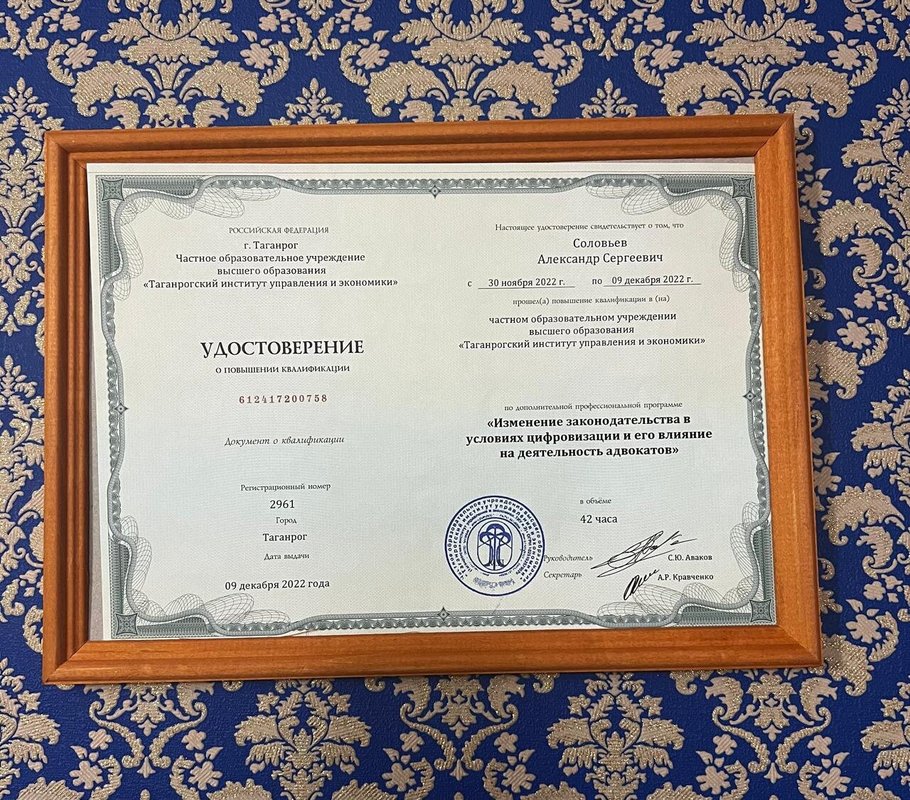 РОССИЙСКАЯ ФЕДЕРАЦИЯ
г. Таганрог
Частное образовательное учреждение
высшего образования
«Таганрогский институт управления и экономики»
УДОСТОВЕРЕНИЕ
О ПОВЫШЕНИИ КВАЛИФИКАЦИИ
612417200758
Документ о квалификации
Регистрационный номер
2961
Город
Таганрог
Дата выдачи
09 декабря 2022 года
Настоящее удостоверение свидетельствует о том, что
Соловьев
Александр Сергеевич
с 30 ноября 2022 г. по 09 декабря 2022 г.
прошел(а) повышение квалификации в (на)
частном образовательном учреждении
высшего образования
«Таганрогский институт управления и экономики»
по дополнительной профессиональной программе
«Изменение законодательства в
условиях цифровизации и его влияние
на деятельность адвокатов»
в объёме
42 часа
Руководитель С.Ю. Аваков
Секретарь А.Р. Кравченко